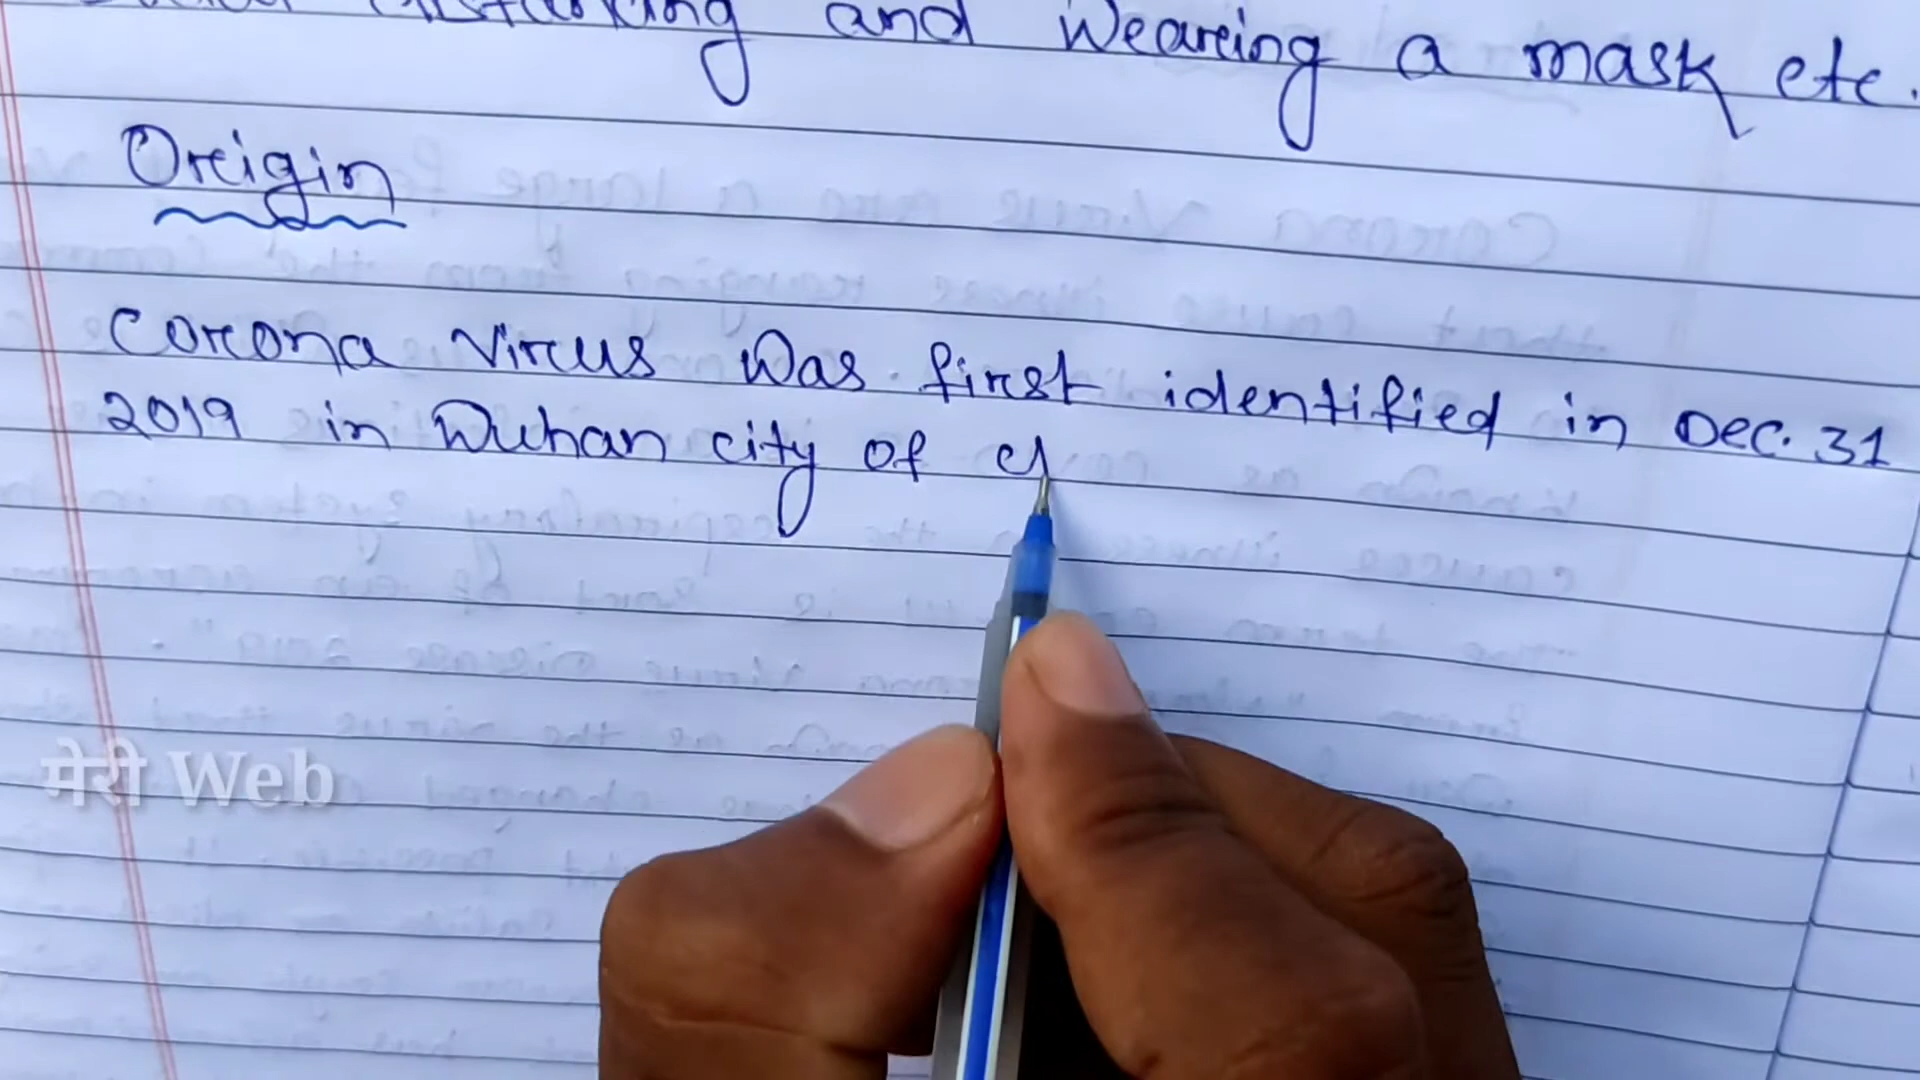 and wearing a mask etc.
Origin
Corona virus was first identified in Dec. 31
2019 in Wuhan city of
मेरी Web